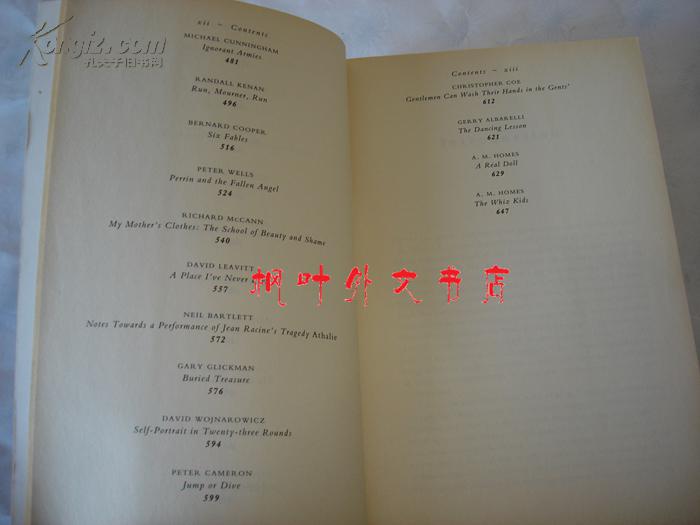 xii ~ Contents
MICHAEL CUNNINGHAM
Ignorant Armies
481
RANDALL KENAN
Run, Mourner, Run
496
BERNARD COOPER
Six Fables
516
PETER WELLS
Perrin and the Fallen Angel
524
RICHARD McCANN
My Mother's Clothes: The School of Beauty and Shame
540
DAVID LEAVITT
A Place I've Never
557
NEIL BARTLETT
Notes Towards a Performance of Jean Racine's Tragedy Athalie
572
GARY GLICKMAN
Buried Treasure
576
DAVID WOJNAROWICZ
Self-Portrait in Twenty-three Rounds
594
PETER CAMERON
Jump or Dive
599
Contents ~ xiii
CHRISTOPHER COE
Gentlemen Can Wash Their Hands in the Gents'
612
GERRY ALBARELLI
The Dancing Lesson
621
A. M. HOMES
A Real Doll
629
A. M. HOMES
The Whiz Kids
647
枫叶外文书店
孔夫子旧书网